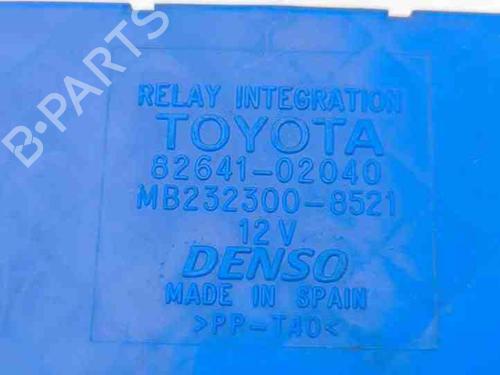 B-PARTS
RELAY INTEGRATION
TOYOTA
82641-02040
MB232300-8521
12V
DENSO
MADE IN SPAIN
>PP-T40<